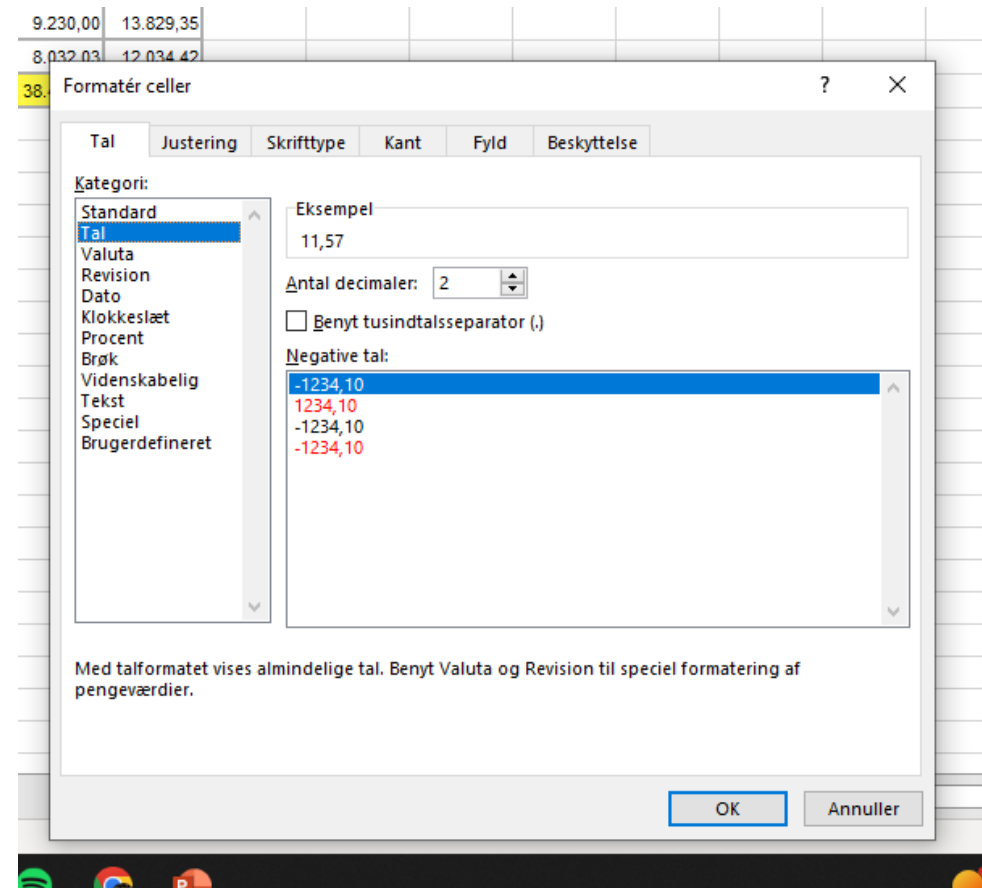 9.230,00 13.829,35
8.032,03 12.034,42
38.
Formatér celler ?
Tal Justering Skrifttype Kant Fyld Beskyttelse
Kategori:
Standard
Tal
Valuta
Revision
Dato
Klokkeslæt
Procent
Brøk
Videnskabelig
Tekst
Speciel
Brugerdefineret
Eksempel
11,57
Antal decimaler: 2
Benyt tusindtalsseparator (.)
Negative tal:
-1234,10
1234,10
-1234,10
-1234,10
Med talformatet vises almindelige tal. Benyt Valuta og Revision til speciel formatering af
pengeværdier.
OK Annuller
P